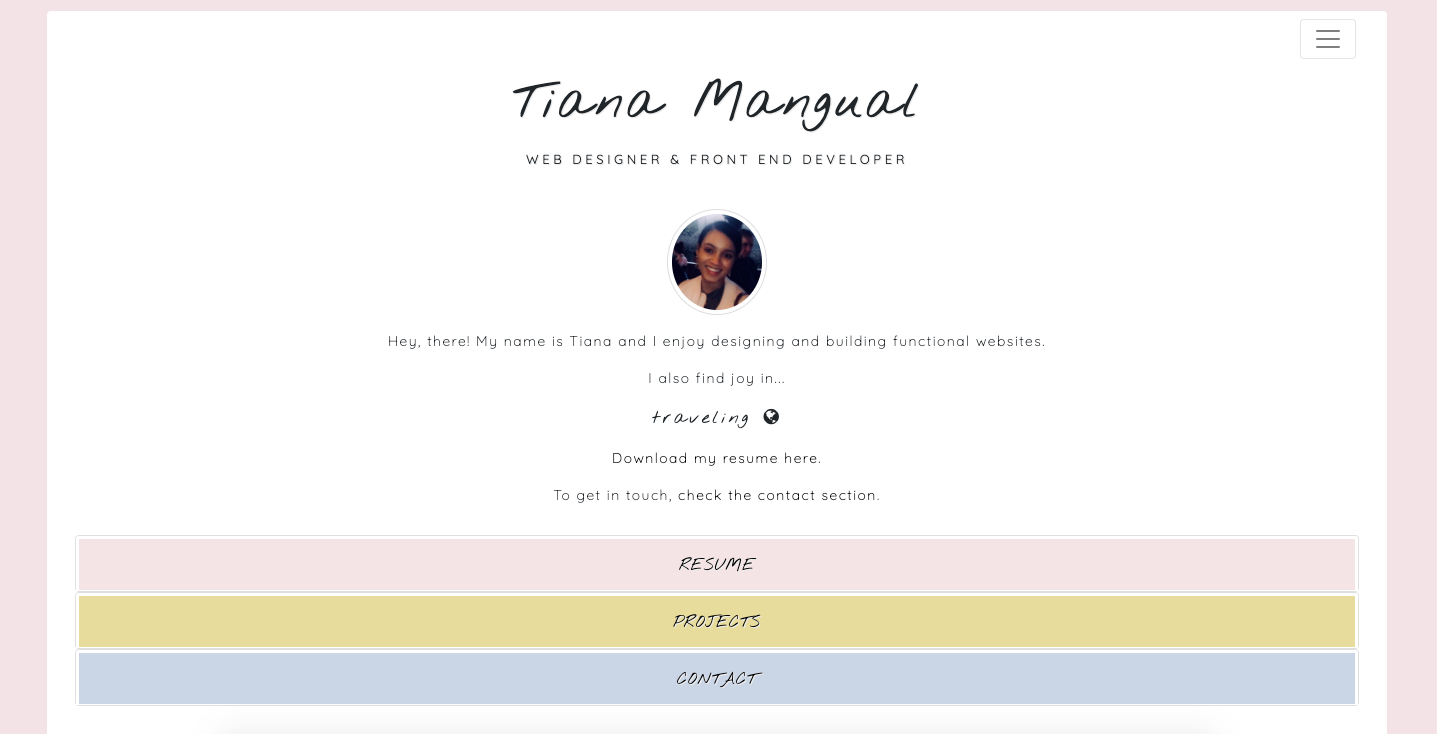 Tiana Mangual
WEB DESIGNER & FRONT END DEVELOPER
Hey, there! My name is Tiana and I enjoy designing and building functional websites.
I also find joy in...
traveling
Download my resume here.
To get in touch, check the contact section.
RESUME
PROJECTS
CONTACT